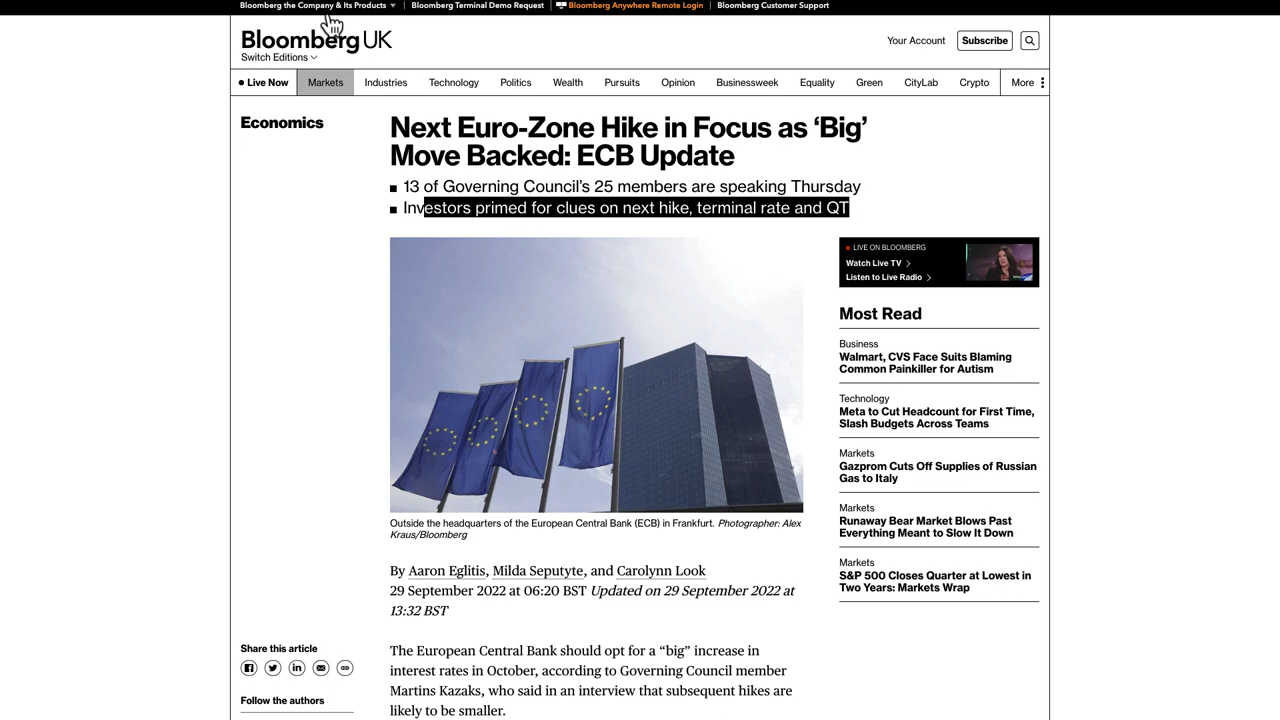 Bloomberg the Company & Its Products
Bloomberg Terminal Demo Request
Bloomberg Anywhere Remote Login
Bloomberg Customer Support
Bloomberg UK
Switch Editions
Your Account
Subscribe
Live Now
Markets
Industries
Technology
Politics
Wealth
Pursuits
Opinion
Businessweek
Equality
Green
CityLab
Crypto
More
Economics
Next Euro-Zone Hike in Focus as ‘Big’
Move Backed: ECB Update
13 of Governing Council’s 25 members are speaking Thursday
Investors primed for clues on next hike, terminal rate and QT
Outside the headquarters of the European Central Bank (ECB) in Frankfurt. Photographer: Alex
Kraus/Bloomberg
By Aaron Eglitis, Milda Seputyte, and Carolynn Look
29 September 2022 at 06:20 BST Updated on 29 September 2022 at
13:32 BST
The European Central Bank should opt for a “big” increase in
interest rates in October, according to Governing Council member
Martins Kazaks, who said in an interview that subsequent hikes are
likely to be smaller.
Share this article
Follow the authors
LIVE ON BLOOMBERG
Watch Live TV
Listen to Live Radio
Most Read
Business
Walmart, CVS Face Suits Blaming
Common Painkiller for Autism
Technology
Meta to Cut Headcount for First Time,
Slash Budgets Across Teams
Markets
Gazprom Cuts Off Supplies of Russian
Gas to Italy
Markets
Runaway Bear Market Blows Past
Everything Meant to Slow It Down
Markets
S&P 500 Closes Quarter at Lowest in
Two Years: Markets Wrap